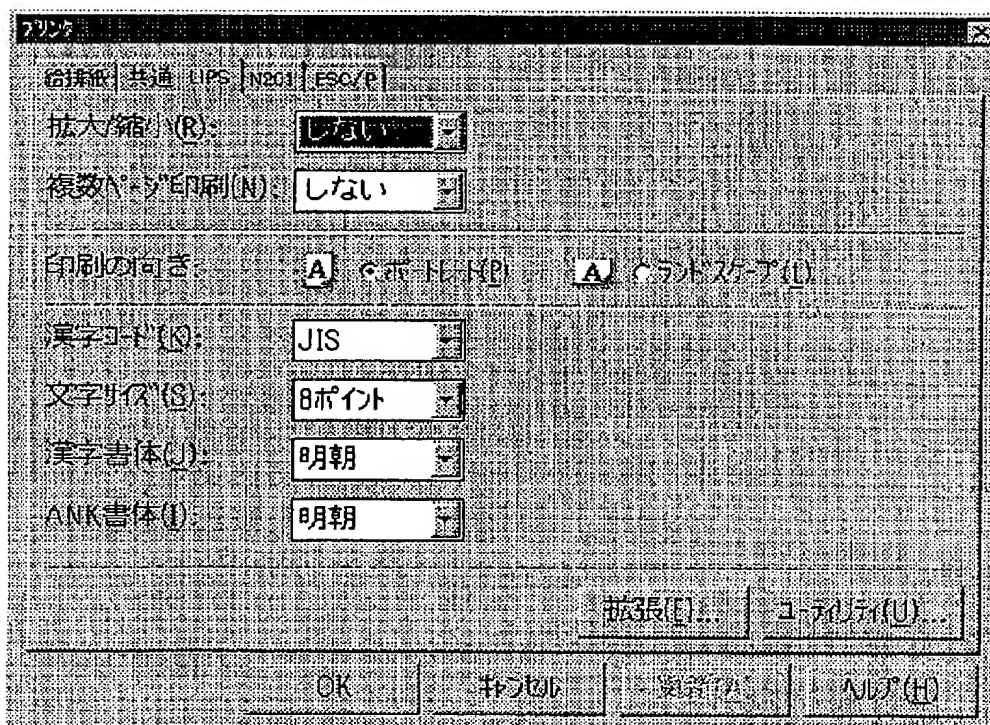 プリンタ
給排紙 共通 LIPS N201 ESC/P
拡大/縮小(R): しない
複数ページ印刷(N): しない
印刷の向き: A ポートレート(P) A ランドスケープ(L)
漢字コード(K): JIS
文字サイズ(S): 8ポイント
漢字書体(J): 明朝
ANK書体(I): 明朝
拡張(E)... ユーティリティ(U)...
OK キャンセル ヘルプ(H)